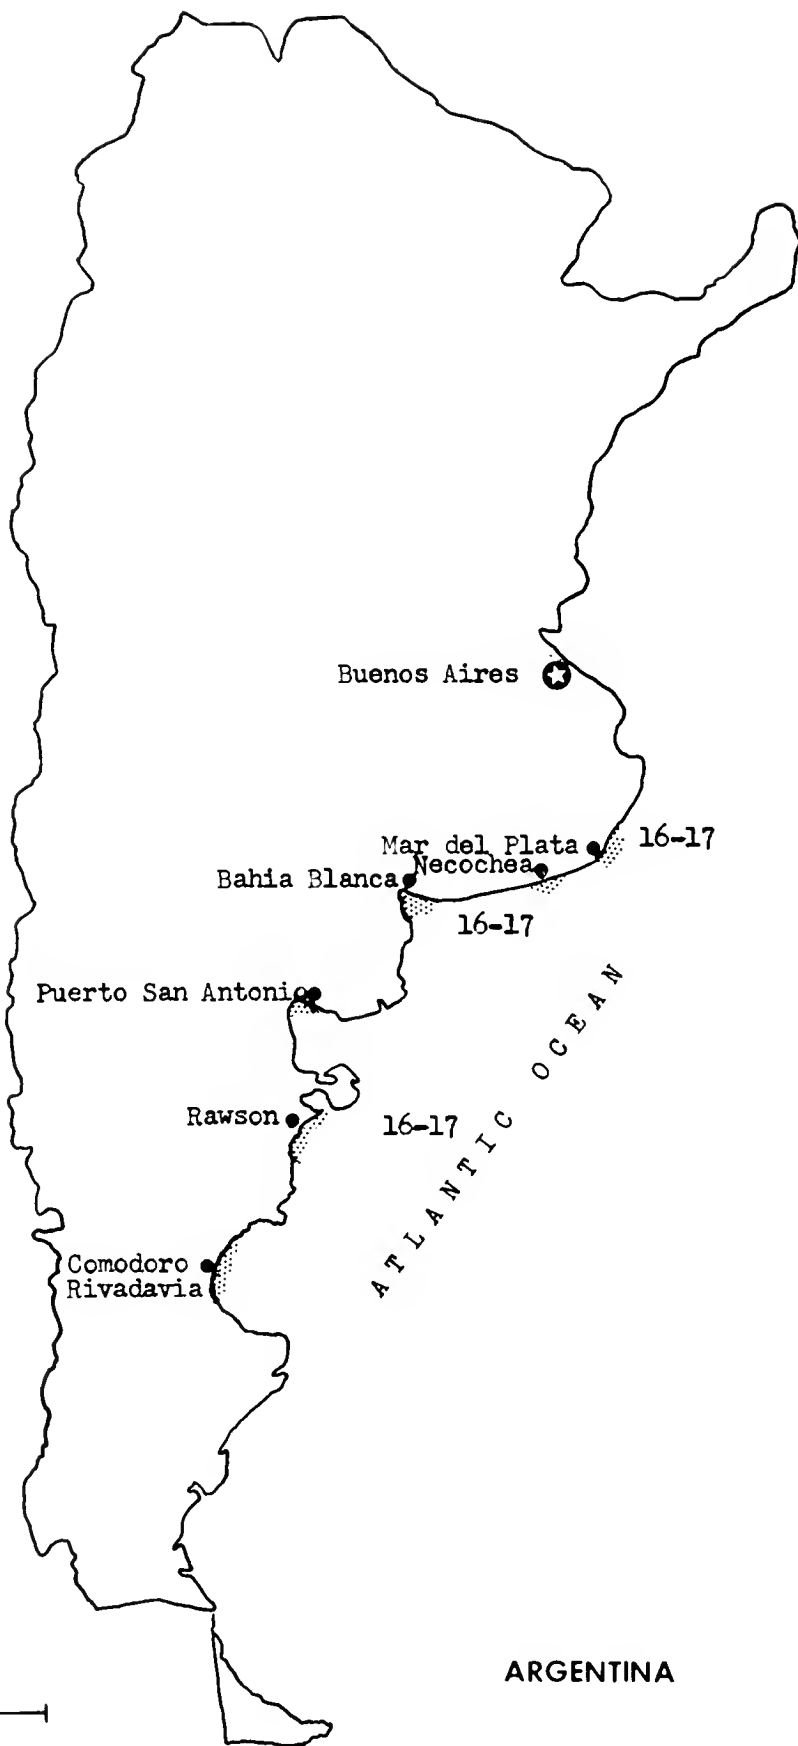 Buenos Aires
Mar del Plata
16-17
Necochea
Bahia Blanca
16-17
Puerto San Antonio
ATLANTIC OCEAN
Rawson
16-17
Comodoro
Rivadavia
ARGENTINA